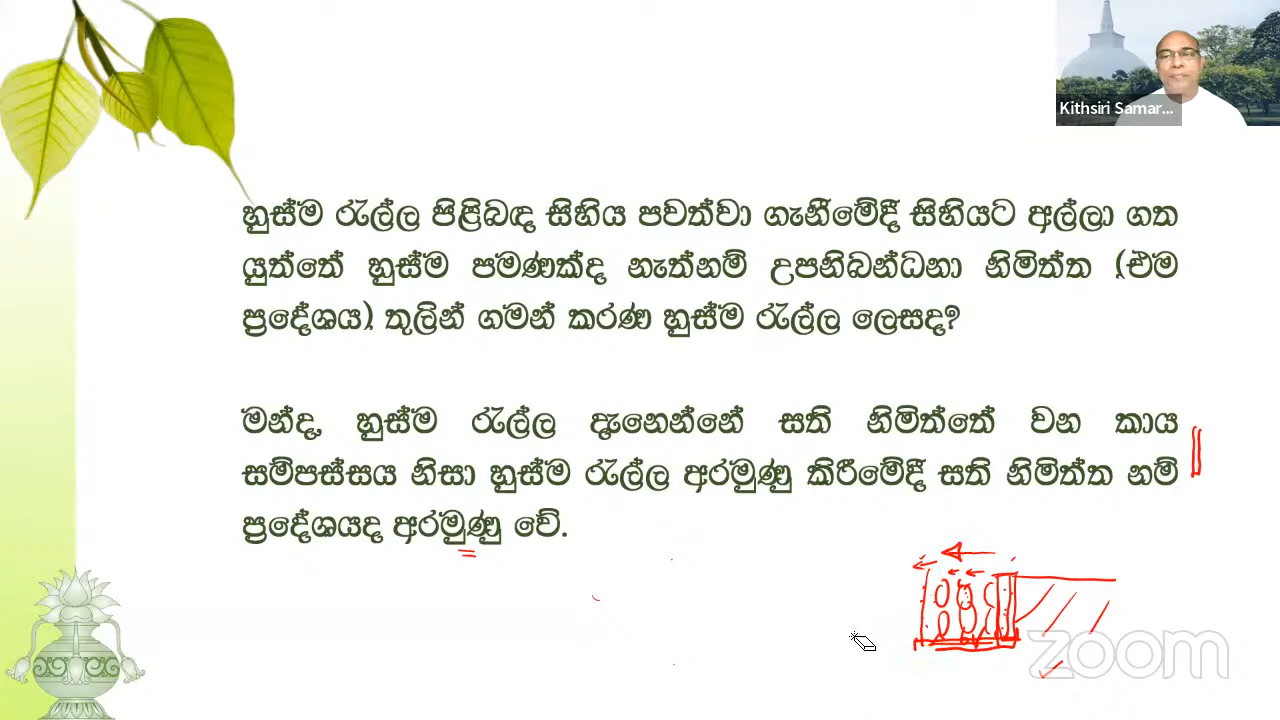 Kithsiri Samar...
හුස්ම රැල්ල පිළිබඳ සිහිය පවත්වා ගැනීමේදී සිහියට අල්ලා ගත
යුත්තේ හුස්ම පමණක්ද නැත්නම් උපනිබන්ධනා නිමිත්ත (එම
ප්‍රදේශය) තුලින් ගමන් කරණ හුස්ම රැල්ල ලෙසද?
මන්ද, හුස්ම රැල්ල දැනෙන්නේ සති නිමිත්තේ වන කාය
සම්පස්සය නිසා හුස්ම රැල්ල අරමුණු කිරීමේදී සති නිමිත්ත නම්
ප්‍රදේශයද අරමුණු වේ.
zoom